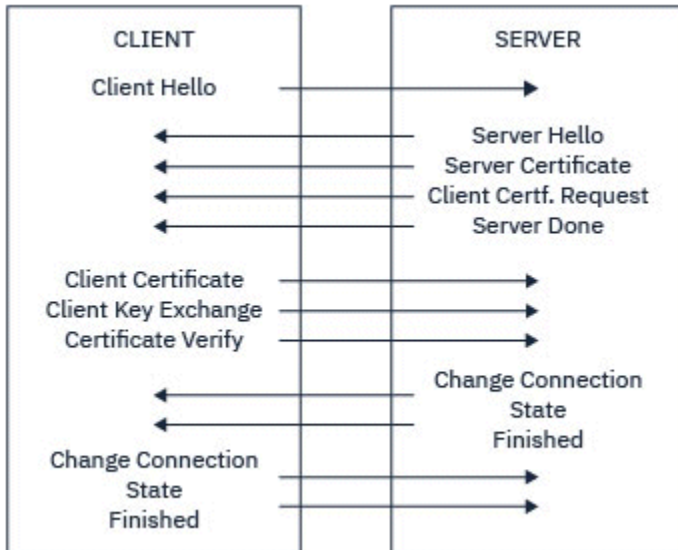 CLIENT
SERVER
Client Hello
Server Hello
Server Certificate
Client Certf. Request
Server Done
Client Certificate
Client Key Exchange
Certificate Verify
Change Connection
State
Finished
Change Connection
State
Finished